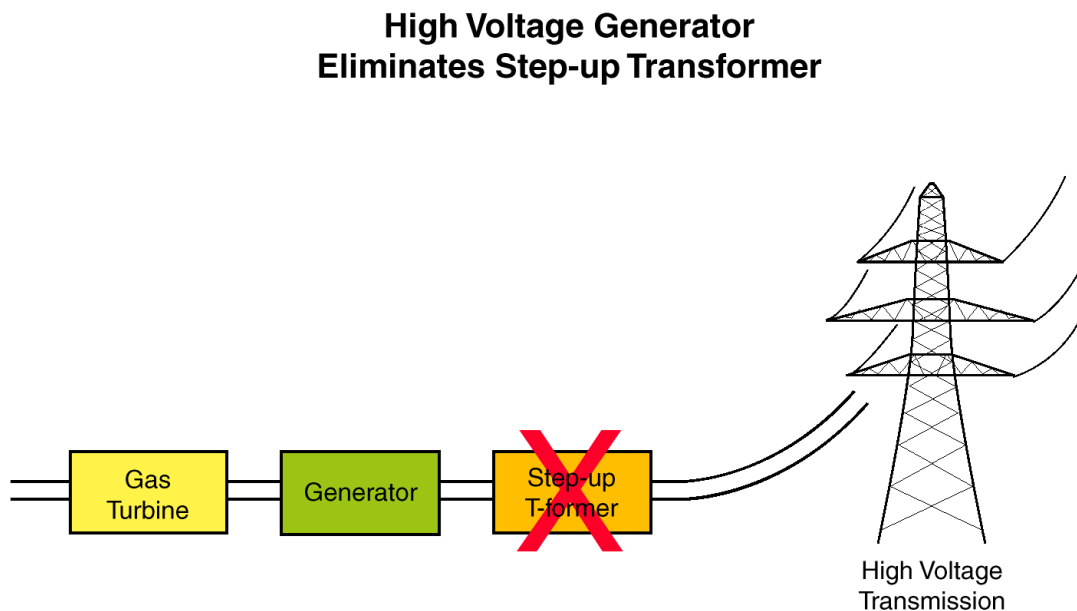 High Voltage Generator
Eliminates Step-up Transformer
Gas
Turbine
Generator
Step-up
T-former
High Voltage
Transmission